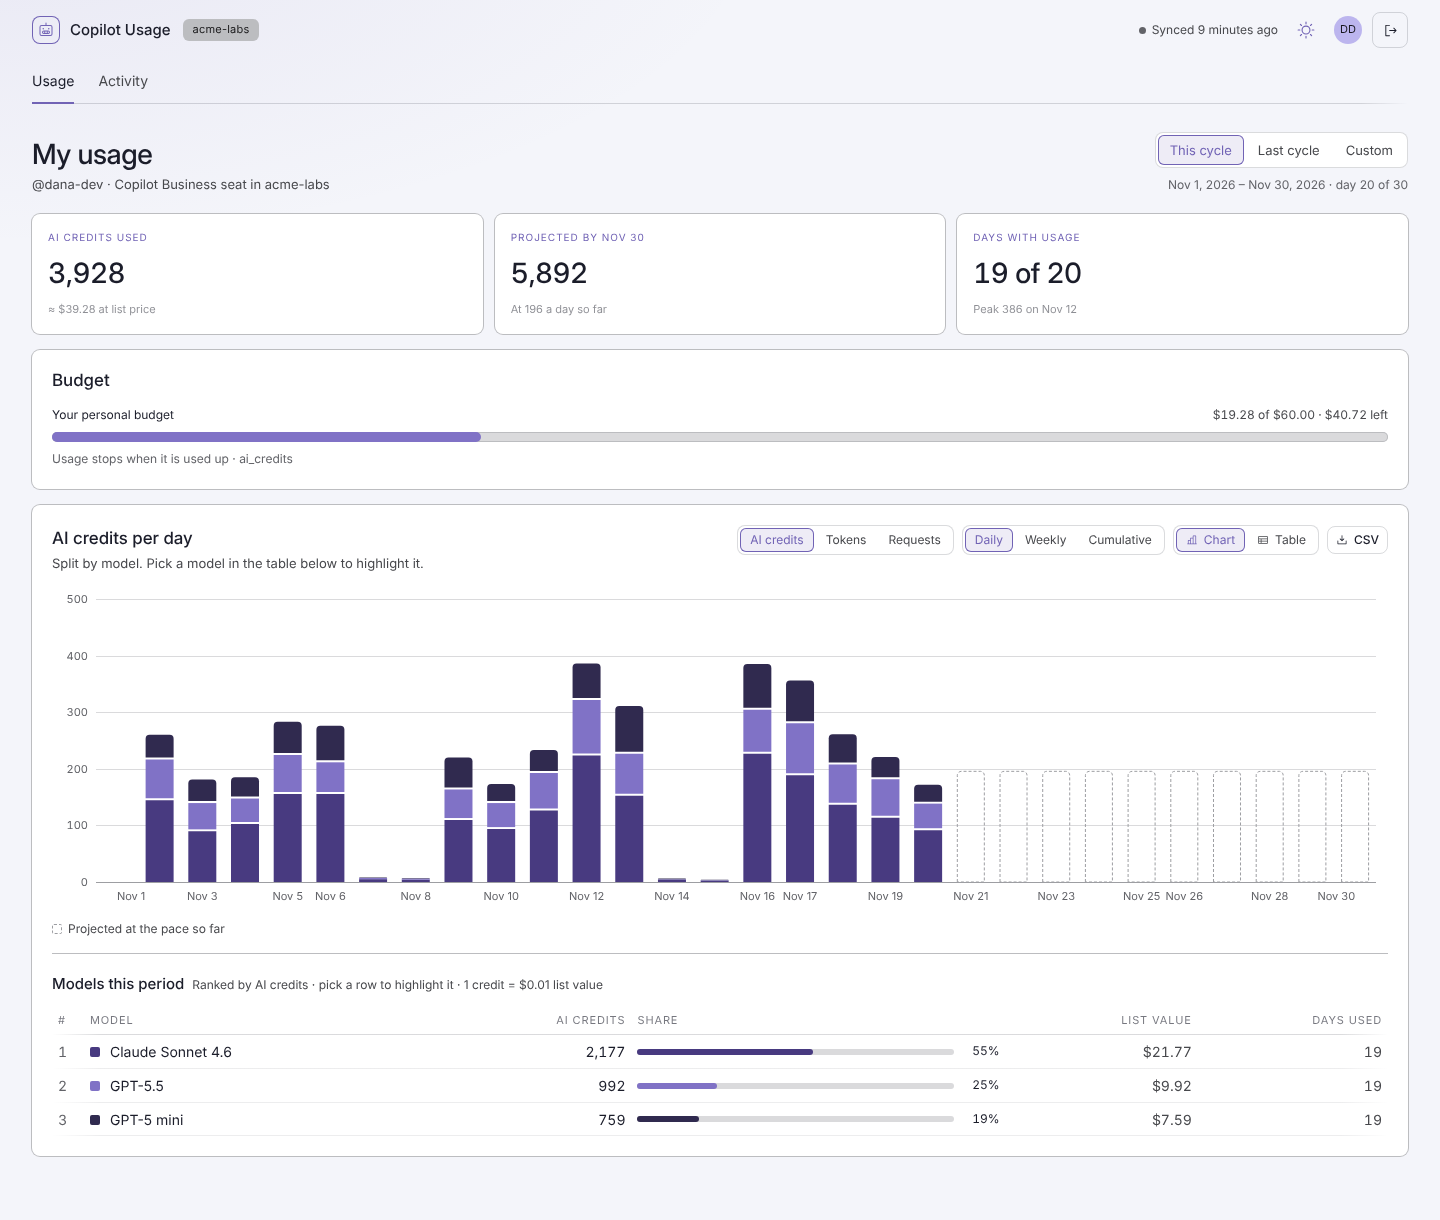 Copilot Usage acme-labs Synced 9 minutes ago DD
Usage Activity
My usage
This cycle Last cycle Custom
@dana-dev · Copilot Business seat in acme-labs
Nov 1, 2026 – Nov 30, 2026 · day 20 of 30
AI CREDITS USED
3,928
≈ $39.28 at list price
PROJECTED BY NOV 30
5,892
At 196 a day so far
DAYS WITH USAGE
19 of 20
Peak 386 on Nov 12
Budget
Your personal budget $19.28 of $60.00 · $40.72 left
Usage stops when it is used up · ai_credits
AI credits per day
AI credits Tokens Requests Daily Weekly Cumulative Chart Table CSV
Split by model. Pick a model in the table below to highlight it.
500
400
300
200
100
0
Nov 1 Nov 3 Nov 5 Nov 6 Nov 8 Nov 10 Nov 12 Nov 14 Nov 16 Nov 17 Nov 19 Nov 21 Nov 23 Nov 25 Nov 26 Nov 28 Nov 30
Projected at the pace so far
Models this period Ranked by AI credits · pick a row to highlight it · 1 credit = $0.01 list value
# MODEL AI CREDITS SHARE LIST VALUE DAYS USED
1 Claude Sonnet 4.6 2,177 55% $21.77 19
2 GPT-5.5 992 25% $9.92 19
3 GPT-5 mini 759 19% $7.59 19